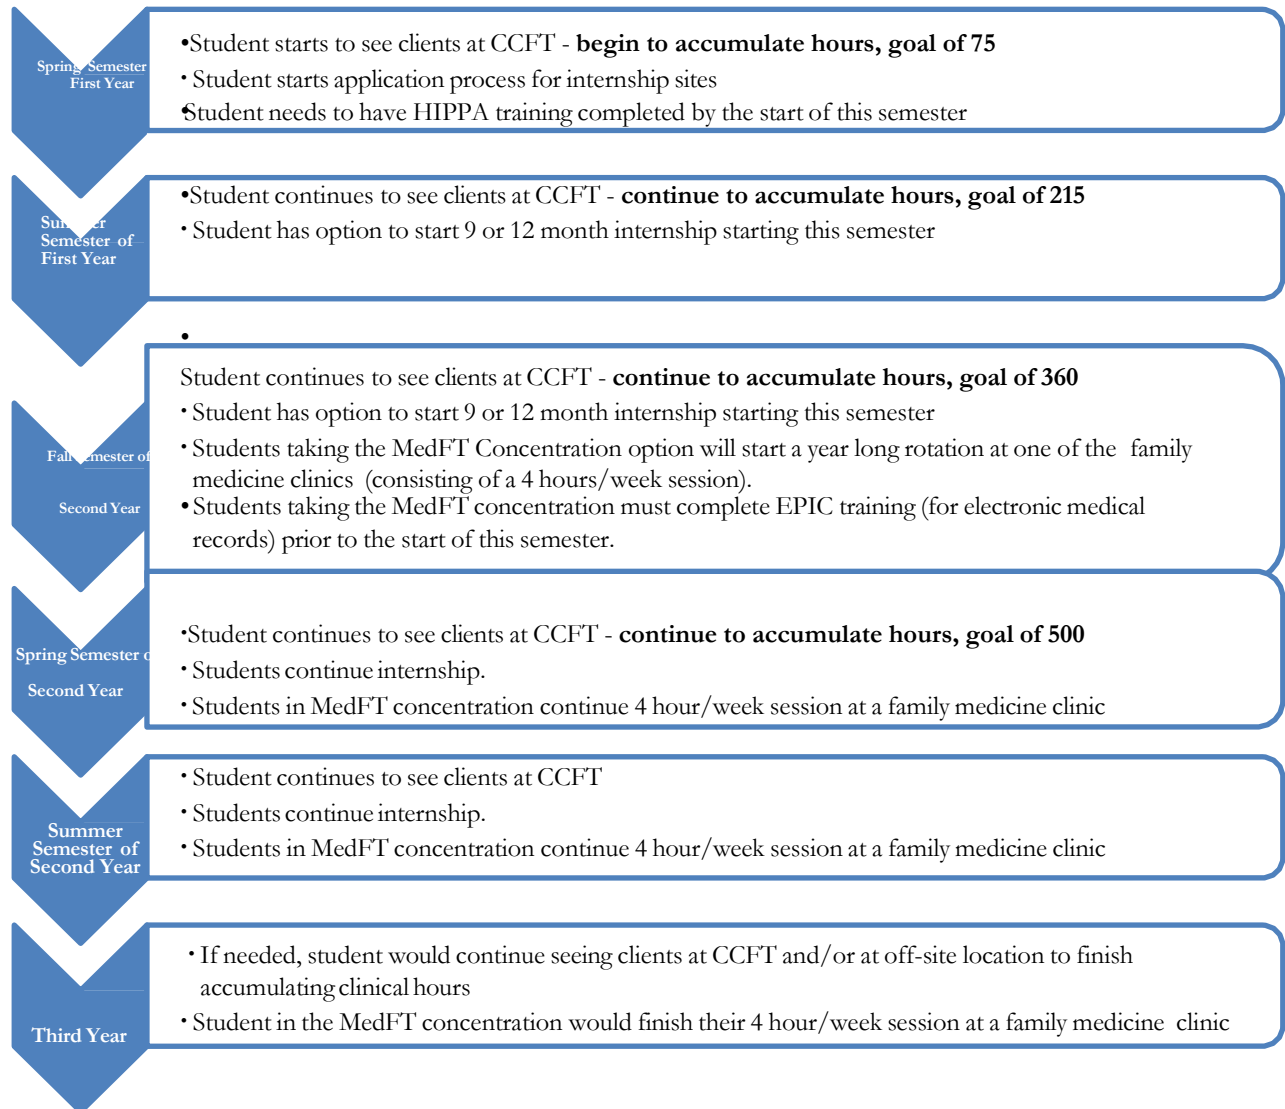 Spring Semester
First Year
•Student starts to see clients at CCFT - begin to accumulate hours, goal of 75
• Student starts application process for internship sites
•Student needs to have HIPPA training completed by the start of this semester
Semester of
First Year
•Student continues to see clients at CCFT - continue to accumulate hours, goal of 215
• Student has option to start 9 or 12 month internship starting this semester
•
Fall Semester of
Second Year
Student continues to see clients at CCFT - continue to accumulate hours, goal of 360
• Student has option to start 9 or 12 month internship starting this semester
• Students taking the MedFT Concentration option will start a year long rotation at one of the family
medicine clinics (consisting of a 4 hours/week session).
• Students taking the MedFT concentration must complete EPIC training (for electronic medical
records) prior to the start of this semester.
Spring Semester o
Second Year
•Student continues to see clients at CCFT - continue to accumulate hours, goal of 500
• Students continue internship.
• Students in MedFT concentration continue 4 hour/week session at a family medicine clinic
Summer
Semester of
Second Year
• Student continues to see clients at CCFT
• Students continue internship.
• Students in MedFT concentration continue 4 hour/week session at a family medicine clinic
Third Year
• If needed, student would continue seeing clients at CCFT and/or at off-site location to finish
accumulating clinical hours
• Student in the MedFT concentration would finish their 4 hour/week session at a family medicine clinic